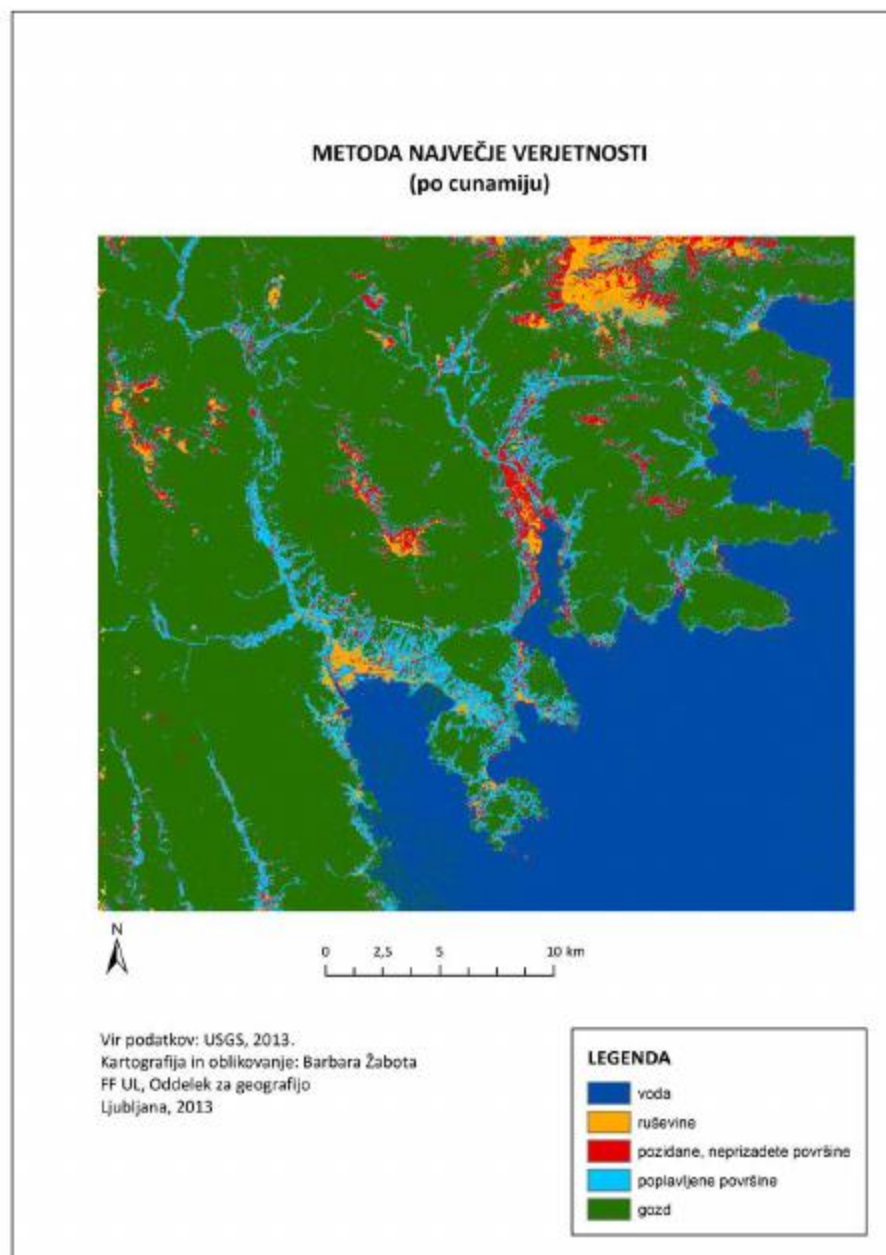 METODA NAJVEČJE VERJETNOSTI
(po cunamiju)
N
0 2,5 5 10 km
Vir podatkov: USGS, 2013.
Kartografija in oblikovanje: Barbara Žabota
FF UL, Oddelek za geografijo
Ljubljana, 2013
LEGENDA
voda
ruševine
pozidane, neprizadete površine
poplavljene površine
gozd